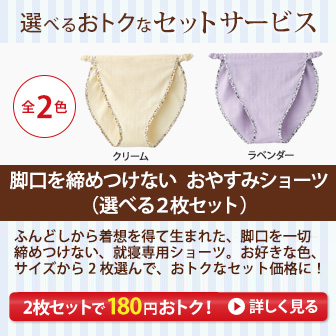 選べるおトクなセットサービス
全2色
クリーム
ラベンダー
脚口を締めつけない おやすみショーツ
（選べる2枚セット）
ふんどしから着想を得て生まれた、脚口を一切
締めつけない、就寝専用ショーツ。お好きな色、
サイズから2枚選んで、おトクなセット価格に！
2枚セットで180円おトク！
詳しく見る